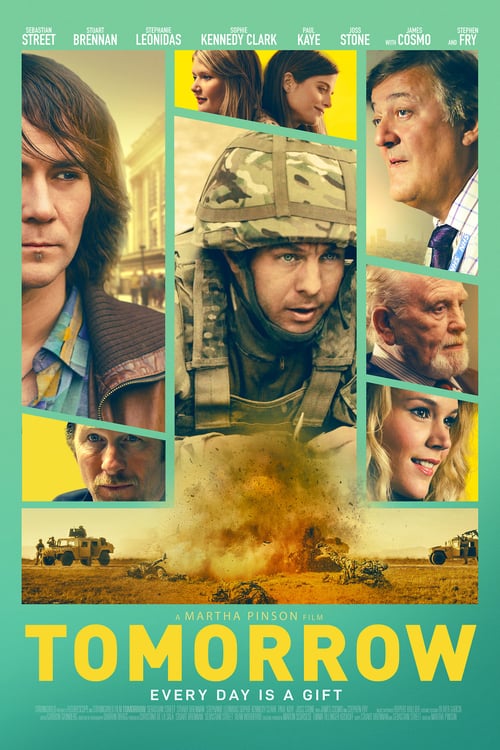 SEBASTIAN STREET STUART BRENNAN STEPHANIE LEONIDAS SOPHIE KENNEDY CLARK PAUL KAYE JOSS STONE WITH JAMES COSMO AND STEPHEN FRY
A MARTHA PINSON FILM
TOMORROW
EVERY DAY IS A GIFT